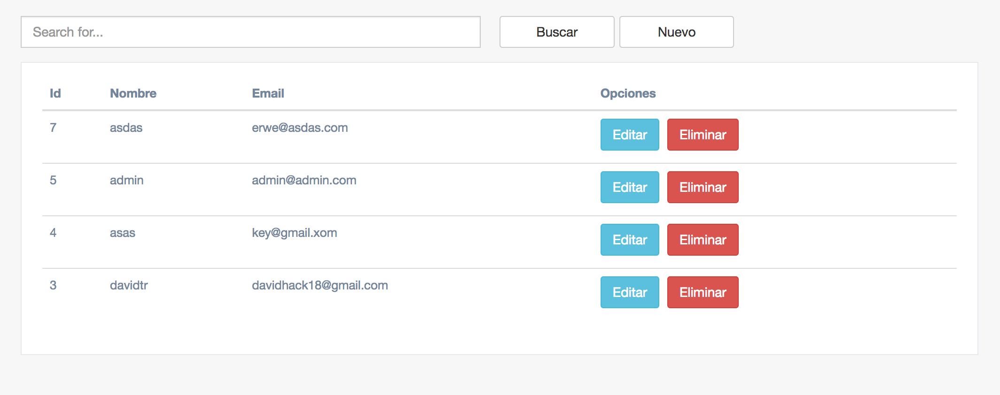 Search for... Buscar Nuevo
Id Nombre Email Opciones
7 asdas erwe@asdas.com Editar Eliminar
5 admin admin@admin.com Editar Eliminar
4 asas key@gmail.xom Editar Eliminar
3 davidtr davidhack18@gmail.com Editar Eliminar